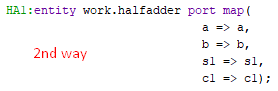 HA1:entity work.halfadder port map(
a => a,
b => b,
2nd way
s1 => s1,
c1 => c1);